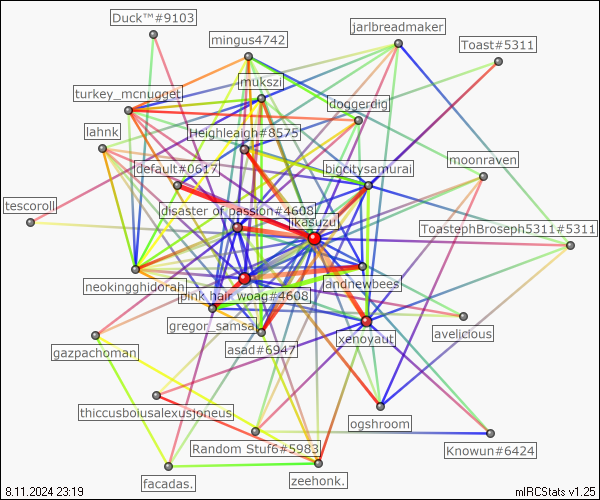 Duck™#9103
jarlbreadmaker
mingus4742
Toast#5311
mukszi
turkey_mcnugget
doggerdig
lahnk
Heighleaigh#8575
moonraven
default#0617
bigcitysamurai
tescoroll
disaster of passion#4608
ikasuzu
ToastephBroseph5311#5311
neokingghidorah
andnewbees
pink hair woag#4608
gregor_samsa
avelicious
xenoyaut
gazpachoman
asad#6947
thiccusboiusalexusjoneus
ogshroom
Random Stuf6#5983
Knowun#6424
facadas.
zeehonk.
8.11.2024 23:19
mIRCStats v1.25